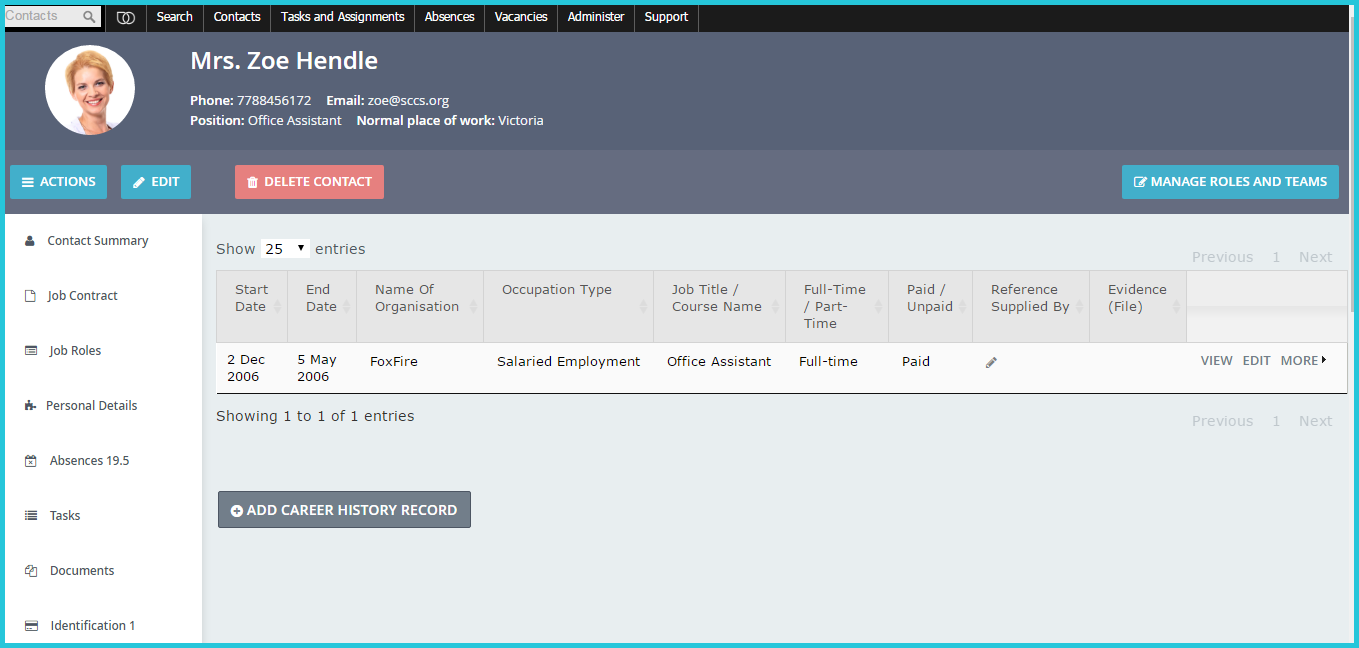 Contacts
Search Contacts Tasks and Assignments Absences Vacancies Administer Support
Mrs. Zoe Hendle
Phone: 7788456172 Email: zoe@sccs.org
Position: Office Assistant Normal place of work: Victoria
ACTIONS EDIT DELETE CONTACT MANAGE ROLES AND TEAMS
Contact Summary
Job Contract
Job Roles
Personal Details
Absences 19.5
Tasks
Documents
Identification 1
Show 25 entries
Previous 1 Next
Start Date
End Date
Name Of Organisation
Occupation Type
Job Title / Course Name
Full-Time / Part-Time
Paid / Unpaid
Reference Supplied By
Evidence (File)
2 Dec 2006
5 May 2006
FoxFire
Salaried Employment
Office Assistant
Full-time
Paid
VIEW EDIT MORE
Showing 1 to 1 of 1 entries
Previous 1 Next
ADD CAREER HISTORY RECORD